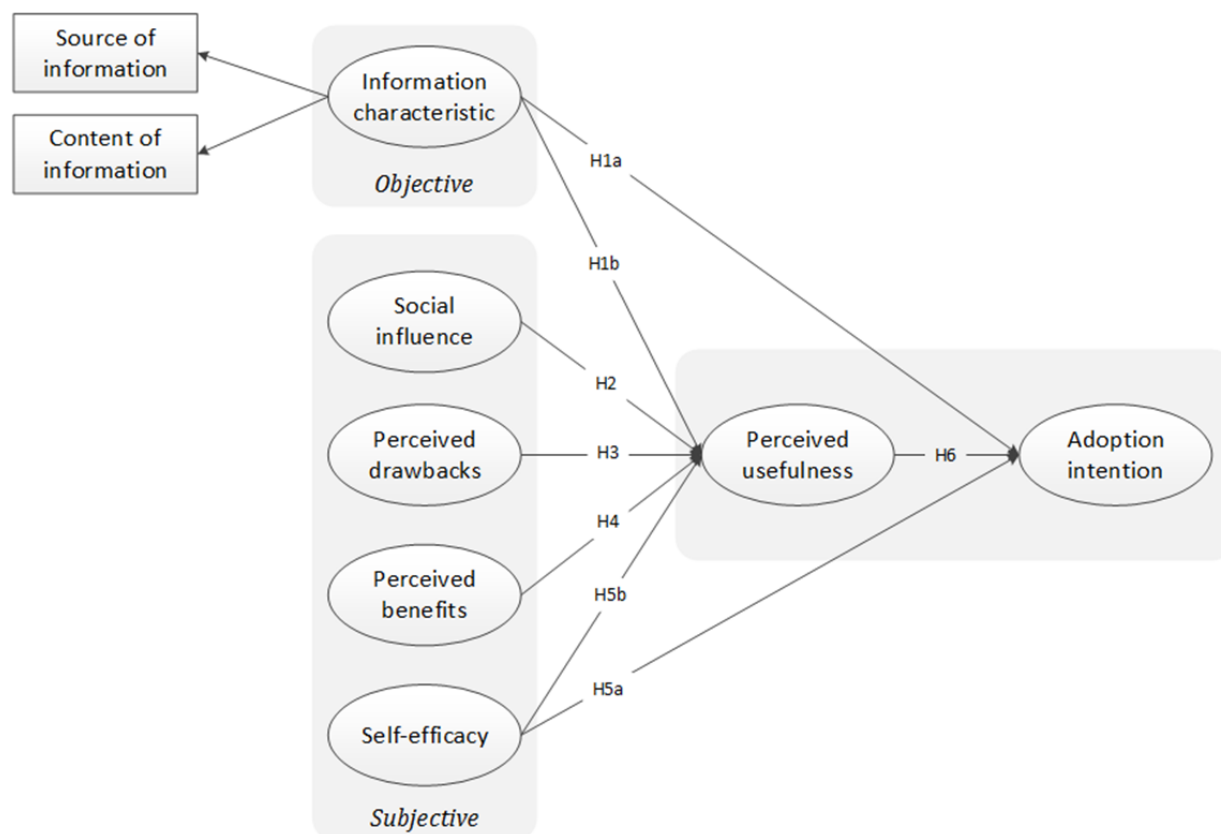 Source of
information
Content of
information
Information
characteristic
Objective
H1a
H1b
Social
influence
H2
Perceived
drawbacks
H3
Perceived
usefulness
H6
Adoption
intention
H4
Perceived
benefits
H5b
H5a
Self-efficacy
Subjective